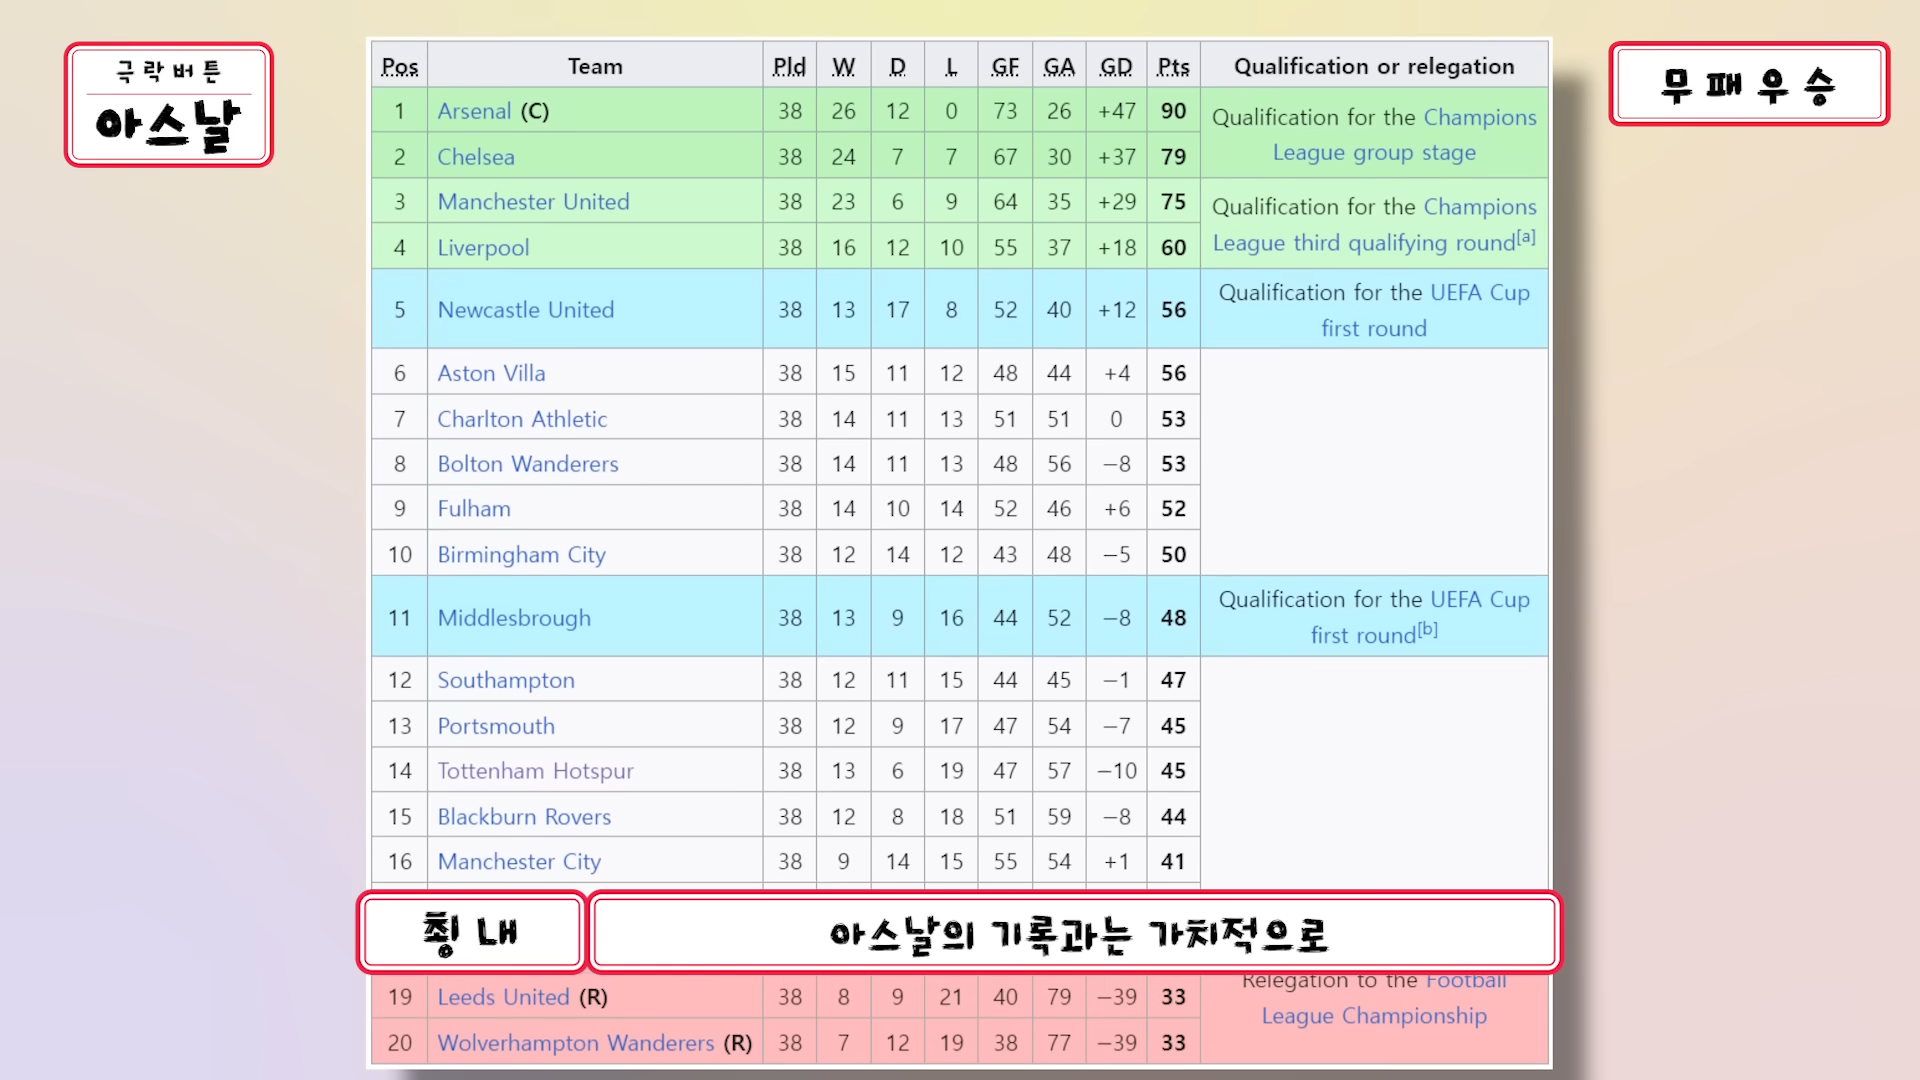 극락버튼
아스날
무패우승
Pos Team Pld W D L GF GA GD Pts Qualification or relegation
1 Arsenal (C) 38 26 12 0 73 26 +47 90 Qualification for the Champions
2 Chelsea 38 24 7 7 67 30 +37 79 League group stage
3 Manchester United 38 23 6 9 64 35 +29 75 Qualification for the Champions
4 Liverpool 38 16 12 10 55 37 +18 60 League third qualifying round[a]
5 Newcastle United 38 13 17 8 52 40 +12 56 Qualification for the UEFA Cup
first round
6 Aston Villa 38 15 11 12 48 44 +4 56
7 Charlton Athletic 38 14 11 13 51 51 0 53
8 Bolton Wanderers 38 14 11 13 48 56 −8 53
9 Fulham 38 14 10 14 52 46 +6 52
10 Birmingham City 38 12 14 12 43 48 −5 50
11 Middlesbrough 38 13 9 16 44 52 −8 48 Qualification for the UEFA Cup
first round[b]
12 Southampton 38 12 11 15 44 45 −1 47
13 Portsmouth 38 12 9 17 47 54 −7 45
14 Tottenham Hotspur 38 13 6 19 47 57 −10 45
15 Blackburn Rovers 38 12 8 18 51 59 −8 44
16 Manchester City 38 9 14 15 55 54 +1 41
췽내 아스날의 기록과는 가치적으로
Relegation to the Football
19 Leeds United (R) 38 8 9 21 40 79 −39 33
League Championship
20 Wolverhampton Wanderers (R) 38 7 12 19 38 77 −39 33